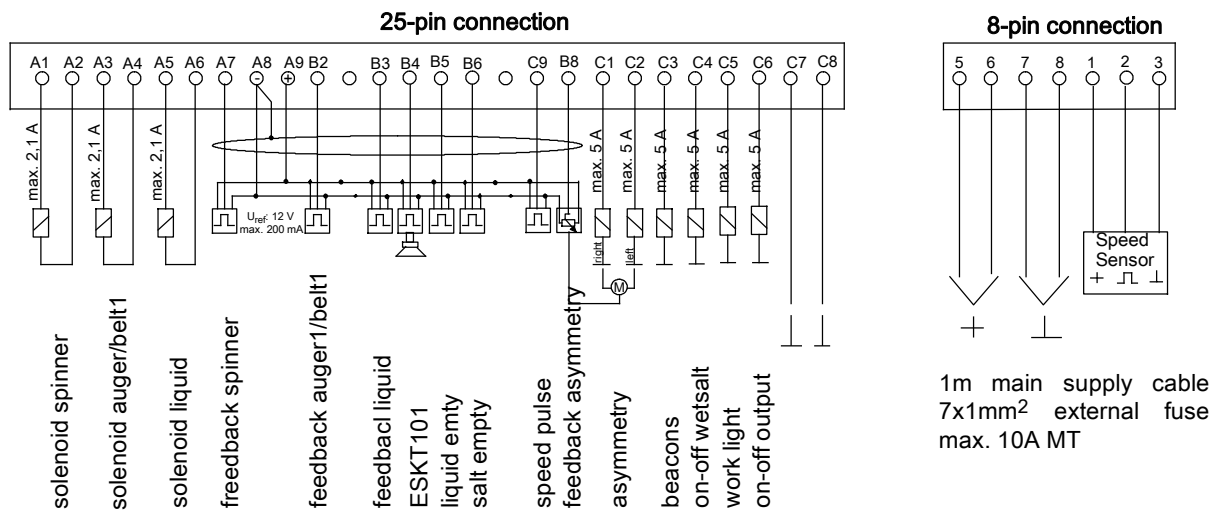 25-pin connection
8-pin connection
A1 A2 A3 A4 A5 A6 A7 A8 A9 B2 B3 B4 B5 B6 C9 B8 C1 C2 C3 C4 C5 C6 C7 C8
- +
5 6 7 8 1 2 3
max. 2,1 A
max. 2,1 A
max. 2,1 A
max. 5 A
max. 5 A
max. 5 A
max. 5 A
max. 5 A
max. 5 A
Uref: 12 V
max. 200 mA
right
left
M
Speed
Sensor
+ ⊥
+ ⊥
solenoid spinner
solenoid auger/belt1
solenoid liquid
freedback spinner
feedback auger1/belt1
feedbacl liquid
ESKT101
liquid emty
salt empty
speed pulse
feedback asymmetry
asymmetry
beacons
on-off wetsalt
work light
on-off output
1m main supply cable
7x1mm2 external fuse
max. 10A MT